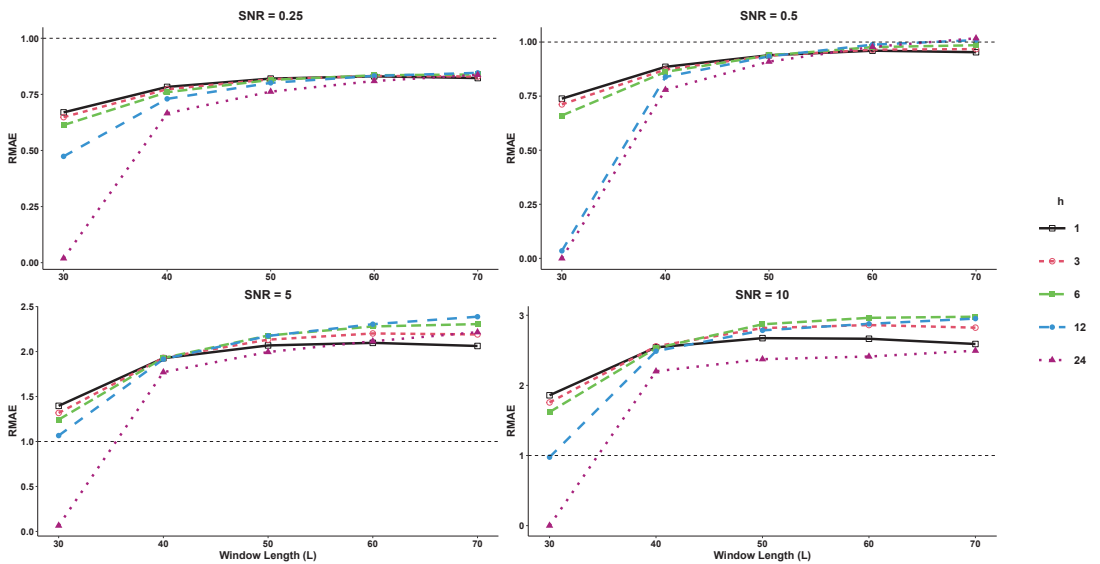 SNR = 0.25
RMAE
1.00
0.75
0.50
0.25
0.00
30 40 50 60 70
SNR = 0.5
RMAE
1.00
0.75
0.50
0.25
0.00
30 40 50 60 70
SNR = 5
RMAE
2.5
2.0
1.5
1.0
0.5
0.0
30 40 50 60 70
Window Length (L)
SNR = 10
RMAE
3
2
1
0
30 40 50 60 70
Window Length (L)
h
1
3
6
12
24